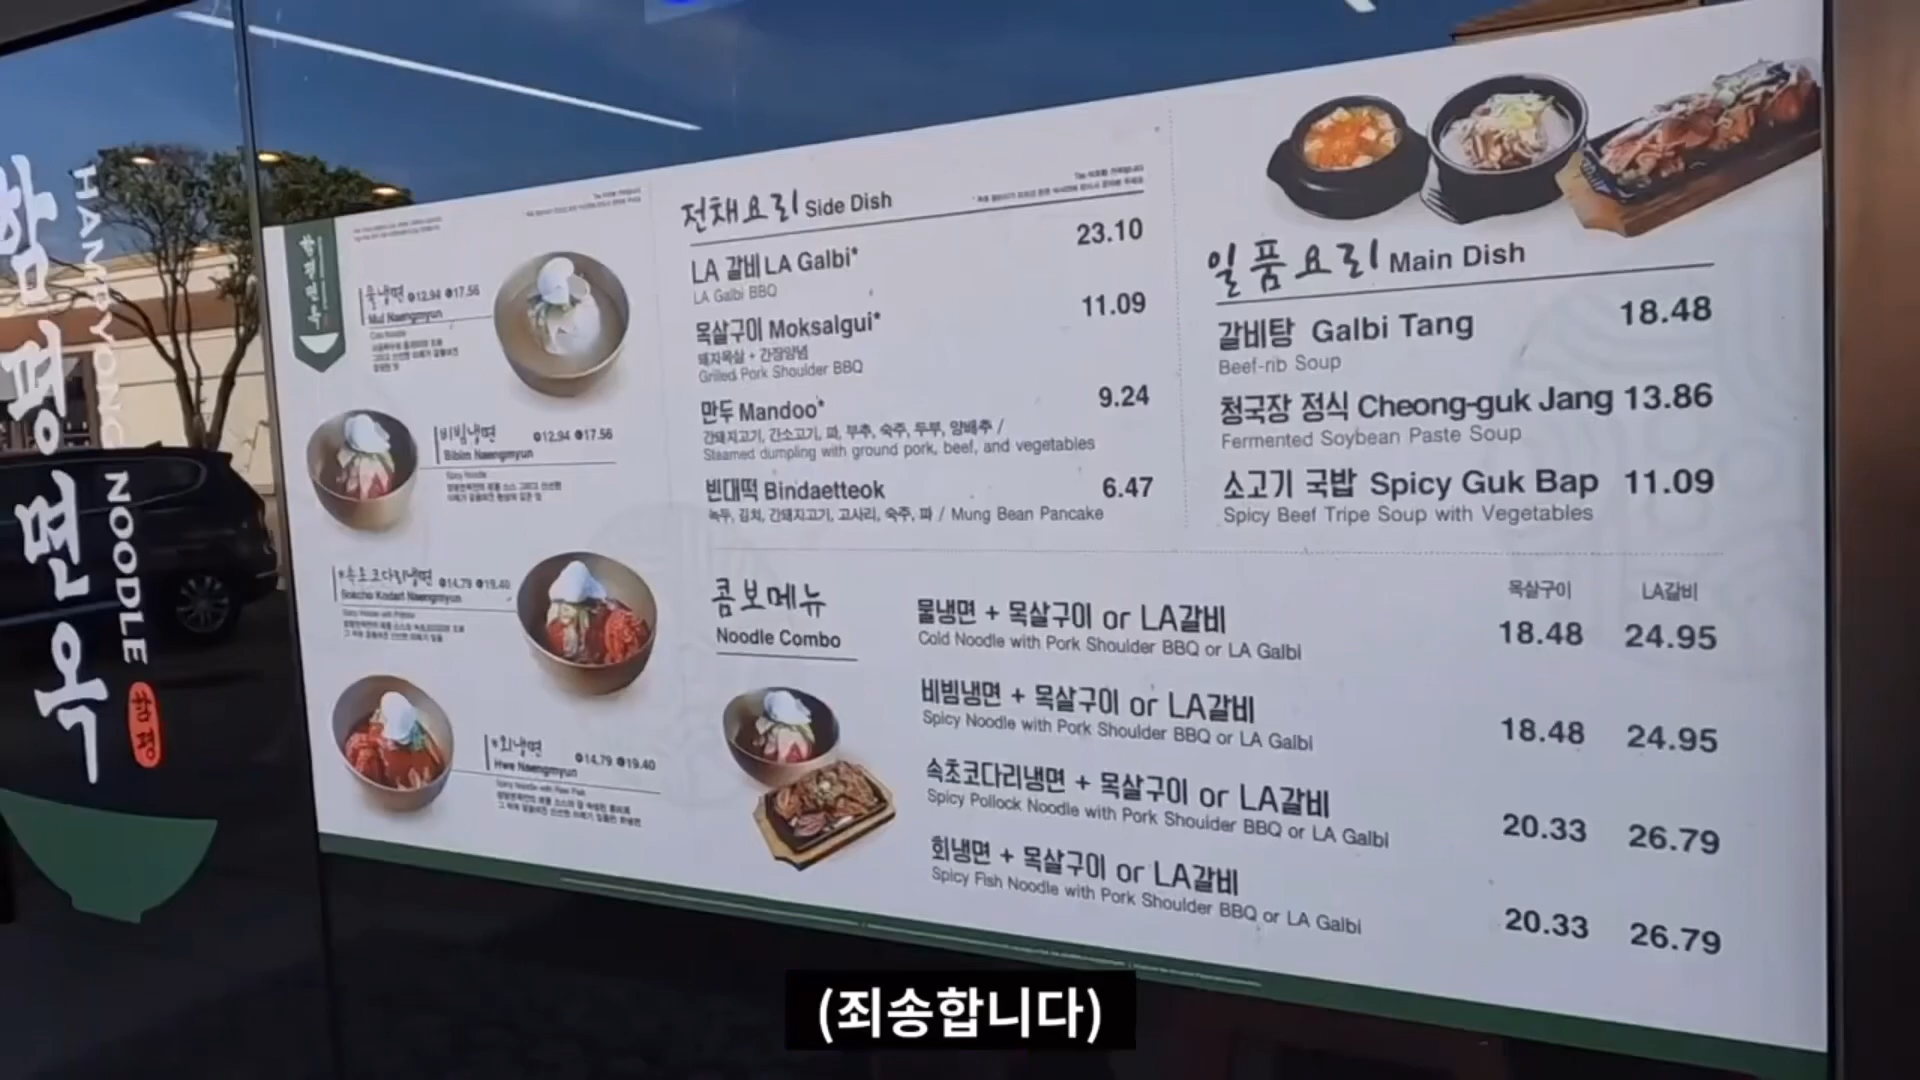 함평면옥
HAMPYONG NOODLE
함평
함평면옥
물냉면 12.94 17.56
Mul Naengmyun
비빔냉면 12.94 17.56
Bibim Naengmyun
Spicy Noodle
*속초코다리냉면 14.79 19.40
Sokcho Kodari Naengmyun
*회냉면 14.79 19.40
Hwe Naengmyun
전채요리 Side Dish
LA 갈비 LA Galbi* 23.10
LA Galbi BBQ
목살구이 Moksalgui* 11.09
돼지목살 + 간장양념
Grilled Pork Shoulder BBQ
만두 Mandoo* 9.24
간돼지고기, 간소고기, 파, 부추, 숙주, 두부, 양배추 /
Steamed dumpling with ground pork, beef, and vegetables
빈대떡 Bindaetteok 6.47
녹두, 김치, 간돼지고기, 고사리, 숙주, 파 / Mung Bean Pancake
일품요리 Main Dish
갈비탕 Galbi Tang 18.48
Beef-rib Soup
청국장 정식 Cheong-guk Jang 13.86
Fermented Soybean Paste Soup
소고기 국밥 Spicy Guk Bap 11.09
Spicy Beef Tripe Soup with Vegetables
콤보메뉴
Noodle Combo
목살구이 LA갈비
물냉면 + 목살구이 or LA갈비 18.48 24.95
Cold Noodle with Pork Shoulder BBQ or LA Galbi
비빔냉면 + 목살구이 or LA갈비 18.48 24.95
Spicy Noodle with Pork Shoulder BBQ or LA Galbi
속초코다리냉면 + 목살구이 or LA갈비 20.33 26.79
Spicy Pollock Noodle with Pork Shoulder BBQ or LA Galbi
회냉면 + 목살구이 or LA갈비 20.33 26.79
Spicy Fish Noodle with Pork Shoulder BBQ or LA Galbi
(죄송합니다)